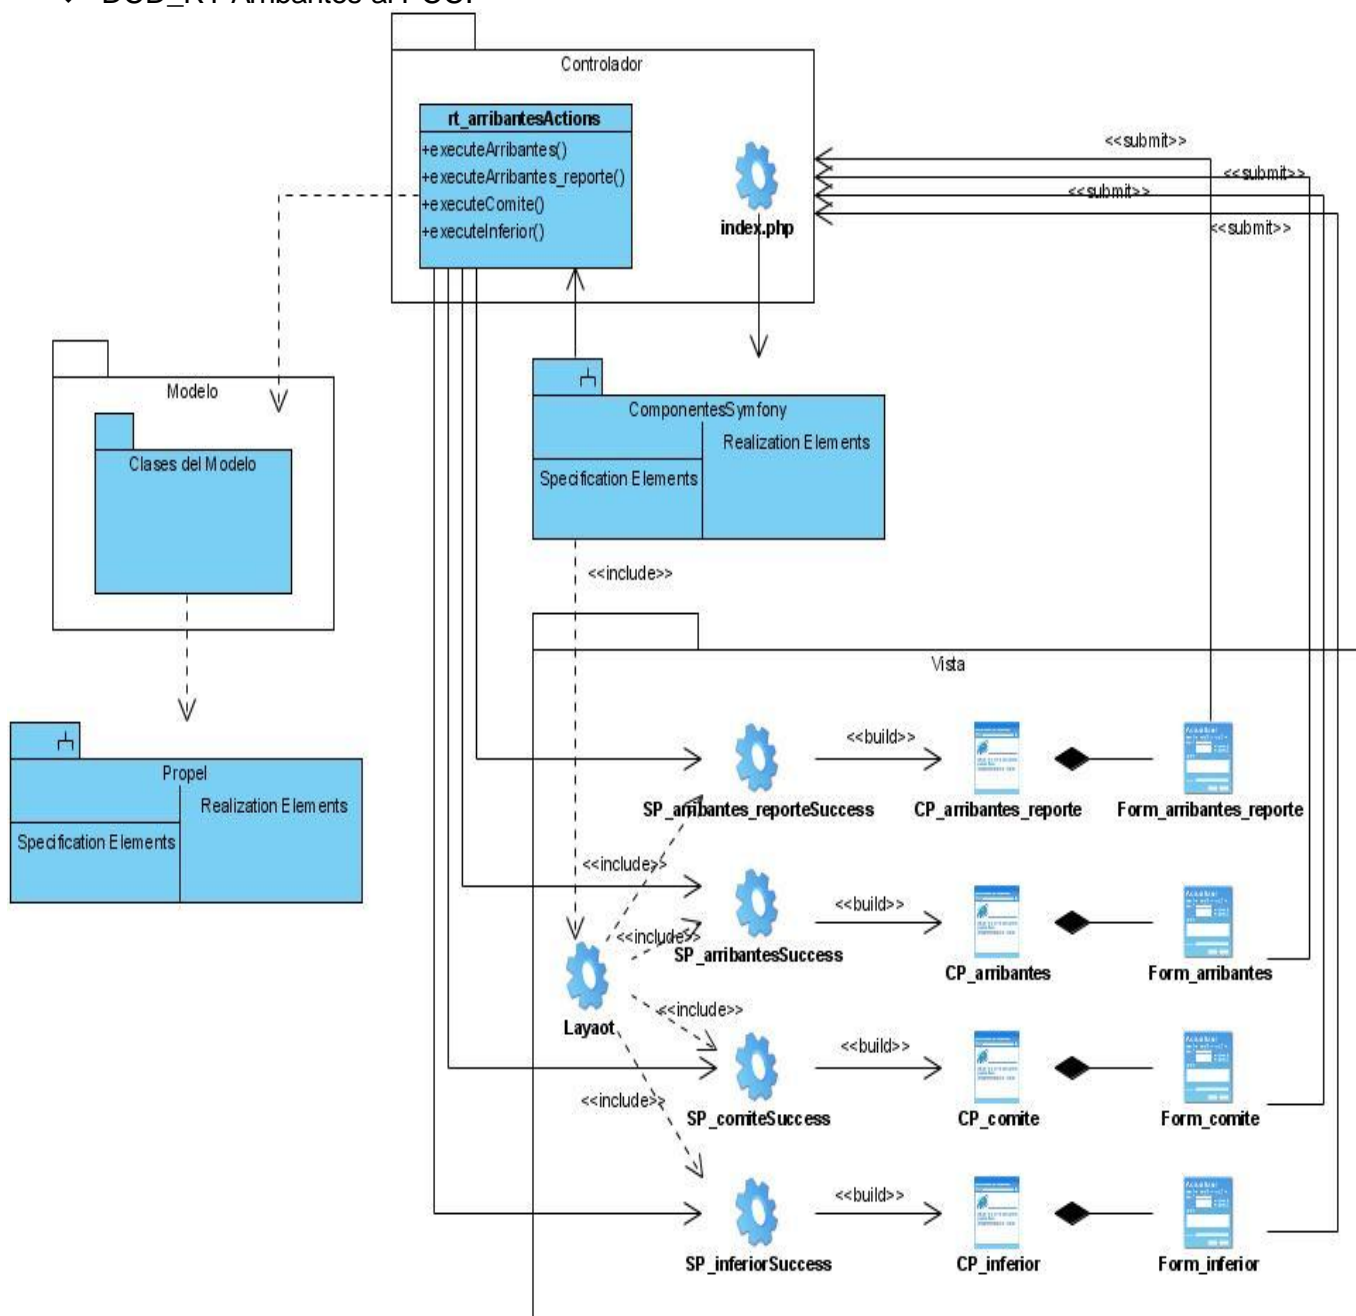 Controlador
rt_arribantesActions
+executeArribantes()
+executeArribantes_reporte()
+executeComite()
+executeInferior()
index.php
<<submit>>
<<submit>>
<<submit>>
<<submit>>
Modelo
Clases del Modelo
ComponentesSymfony
Realization Elements
Specification Elements
<<include>>
Propel
Realization Elements
Specification Elements
Vista
<<build>>
SP_arribantes_reporteSuccess
CP_arribantes_reporte
Form_arribantes_reporte
<<include>>
<<build>>
<<include>>
SP_arribantesSuccess
CP_arribantes
Form_arribantes
Layaot
<<include>>
<<build>>
<<include>>
SP_comiteSuccess
CP_comite
Form_comite
<<build>>
SP_inferiorSuccess
CP_inferior
Form_inferior